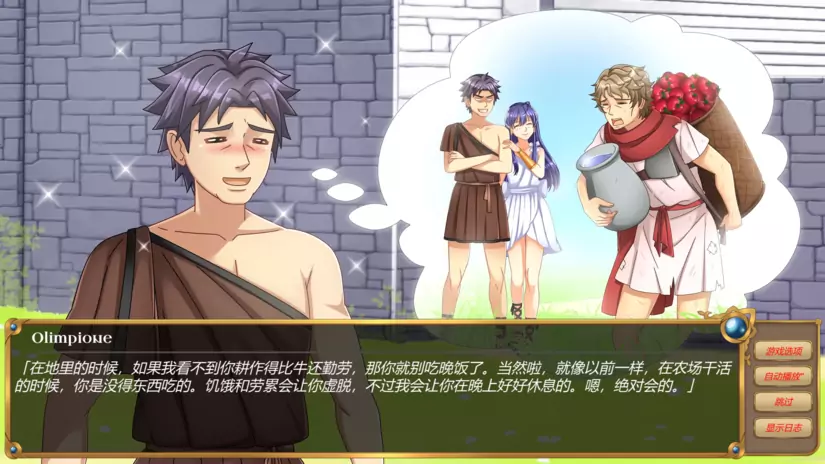 Olimpione
「在地里的时候，如果我看不到你耕作得比牛还勤劳，那你就别吃晚饭了。当然啦，就像以前一样，在农场干活
的时候，你是没得东西吃的。饥饿和劳累会让你虚脱，不过我会让你在晚上好好休息的。嗯，绝对会的。」
游戏选项
自动播放"
跳过
显示日志